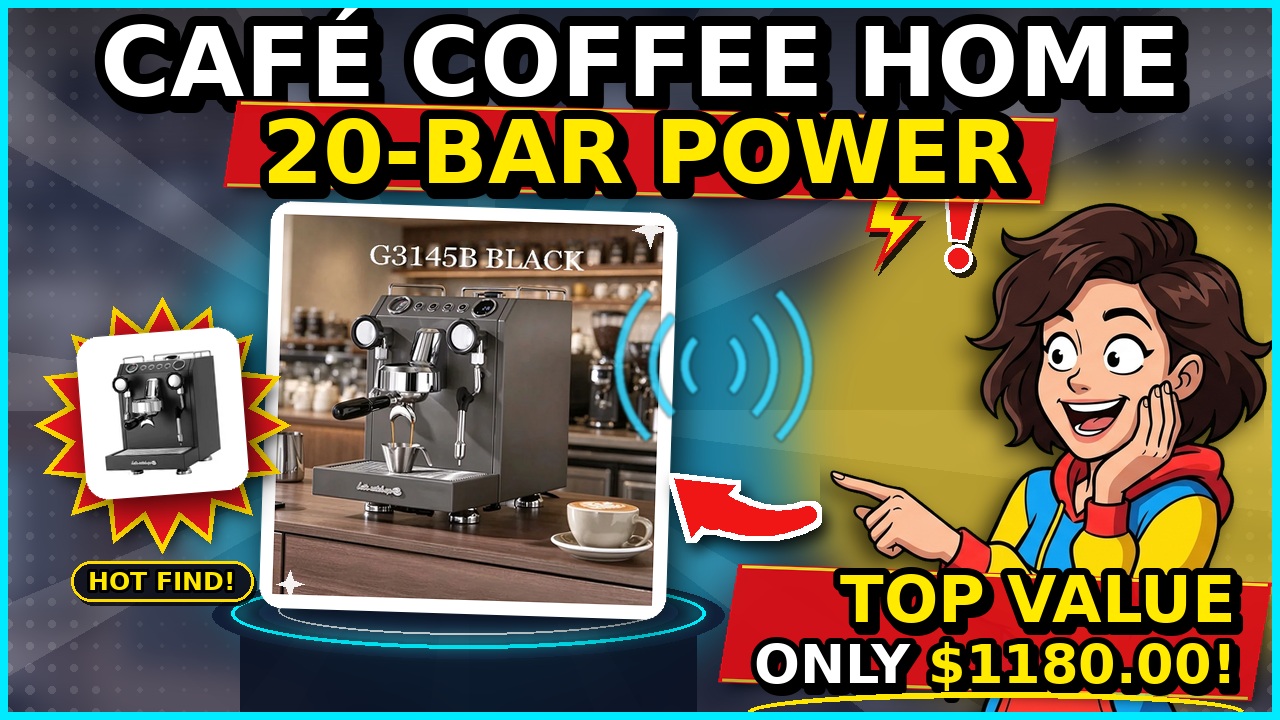 CAFÉ COFFEE HOME
20-BAR POWER
G3145B BLACK
HOT FIND!
TOP VALUE
ONLY $1180.00!